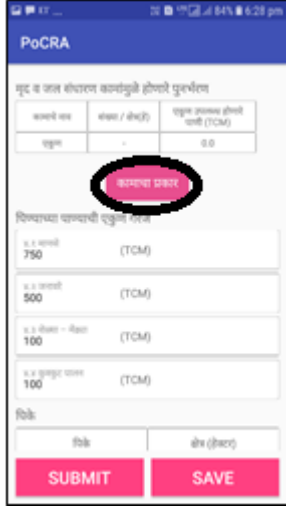 84% 6:28 pm
PoCRA
मृद व जल संधारण कामांमुळे होणारे पुनर्भरण
कामाचे नाव
संख्या / क्षेत्र(हे)
एकुण उपलब्ध होणारे पाणी (TCM)
एकुण
-
0.0
कामाचा प्रकार
पिण्याच्या पाण्याची एकुण गरज
750 (TCM)
500 (TCM)
100 (TCM)
100 (TCM)
पिके
पिके
क्षेत्र (हेक्टर)
SUBMIT
SAVE